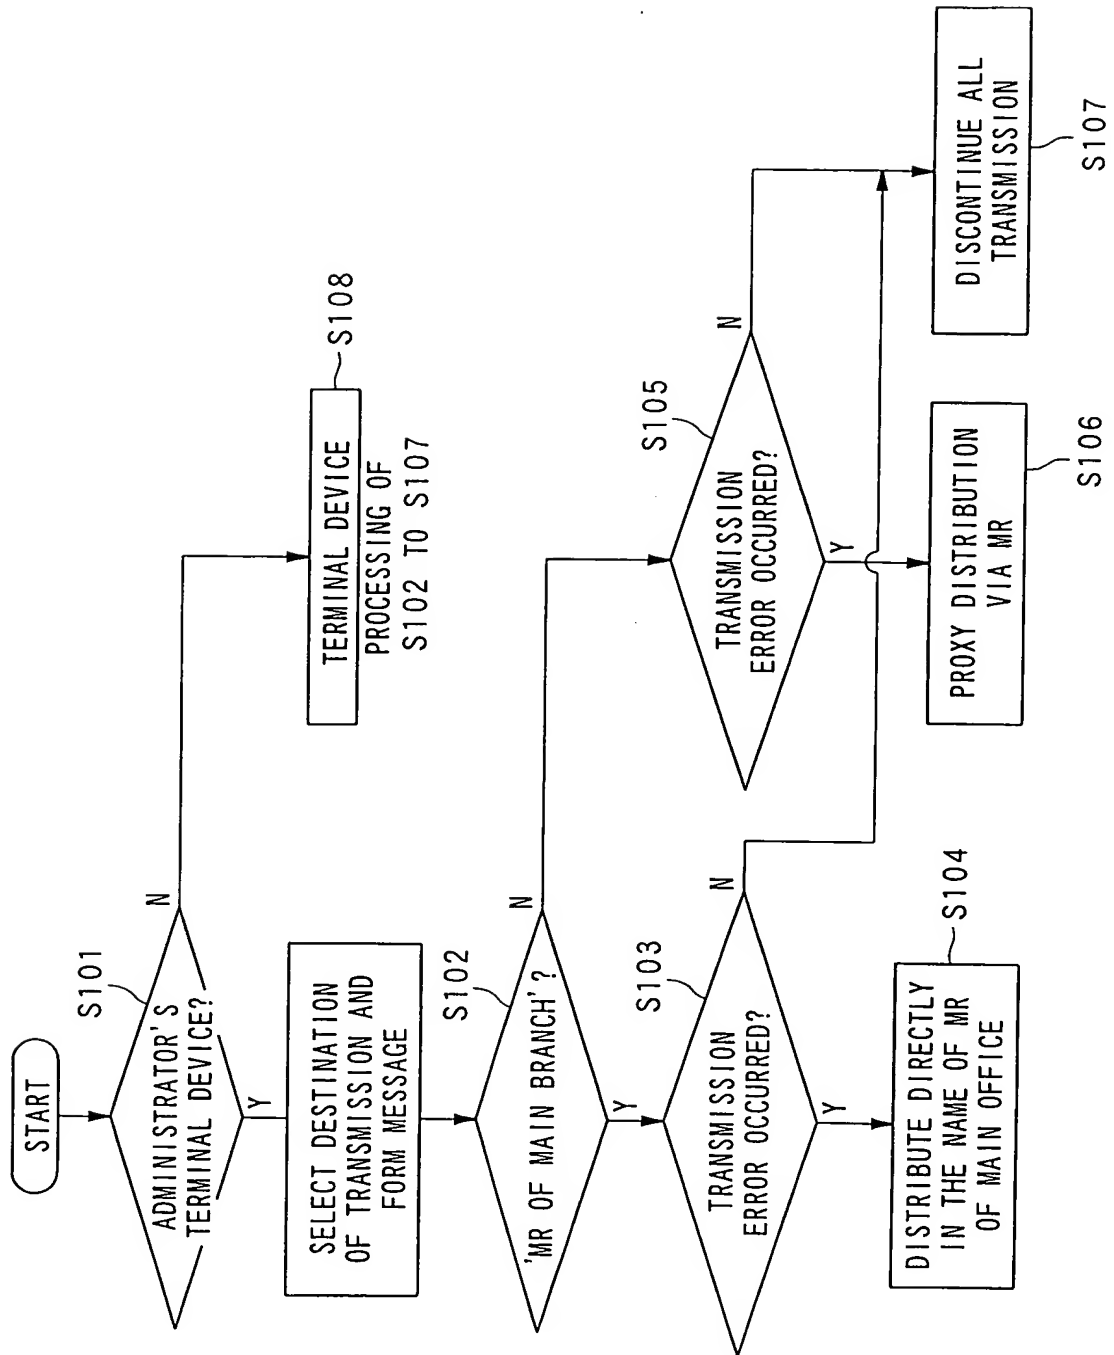 START
S101
ADMINISTRATOR'S
TERMINAL DEVICE?
N
Y
S108
TERMINAL DEVICE
PROCESSING OF
S102 TO S107
SELECT DESTINATION
OF TRANSMISSION AND
FORM MESSAGE
S102
'MR OF MAIN BRANCH'?
N
Y
S103
TRANSMISSION
ERROR OCCURRED?
N
Y
S105
TRANSMISSION
ERROR OCCURRED?
N
Y
S104
DISTRIBUTE DIRECTLY
IN THE NAME OF MR
OF MAIN OFFICE
PROXY DISTRIBUTION
VIA MR
S106
DISCONTINUE ALL
TRANSMISSION
S107